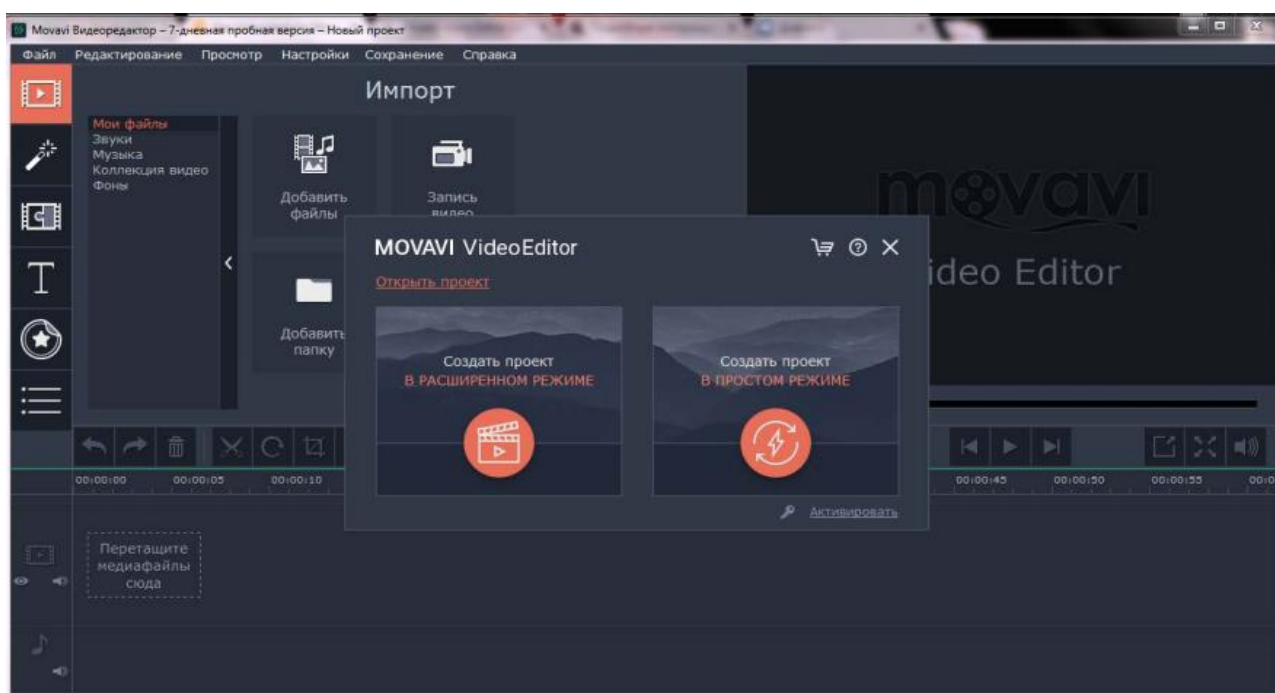 Movavi Видеоредактор – 7-дневная пробная версия – Новый проект
Файл Редактирование Просмотр Настройки Сохранение Справка
Импорт
Мои файлы
Звуки
Музыка
Коллекция видео
Фоны
Добавить
файлы
Запись
видео
Добавить
папку
movavi
ideo Editor
MOVAVI VideoEditor
Открыть проект
Создать проект
В РАСШИРЕННОМ РЕЖИМЕ
Создать проект
В ПРОСТОМ РЕЖИМЕ
Активировать
00:00:00 00:00:05 00:00:10 00:00:45 00:00:50 00:00:55 00:0
Перетащите
медиафайлы
сюда